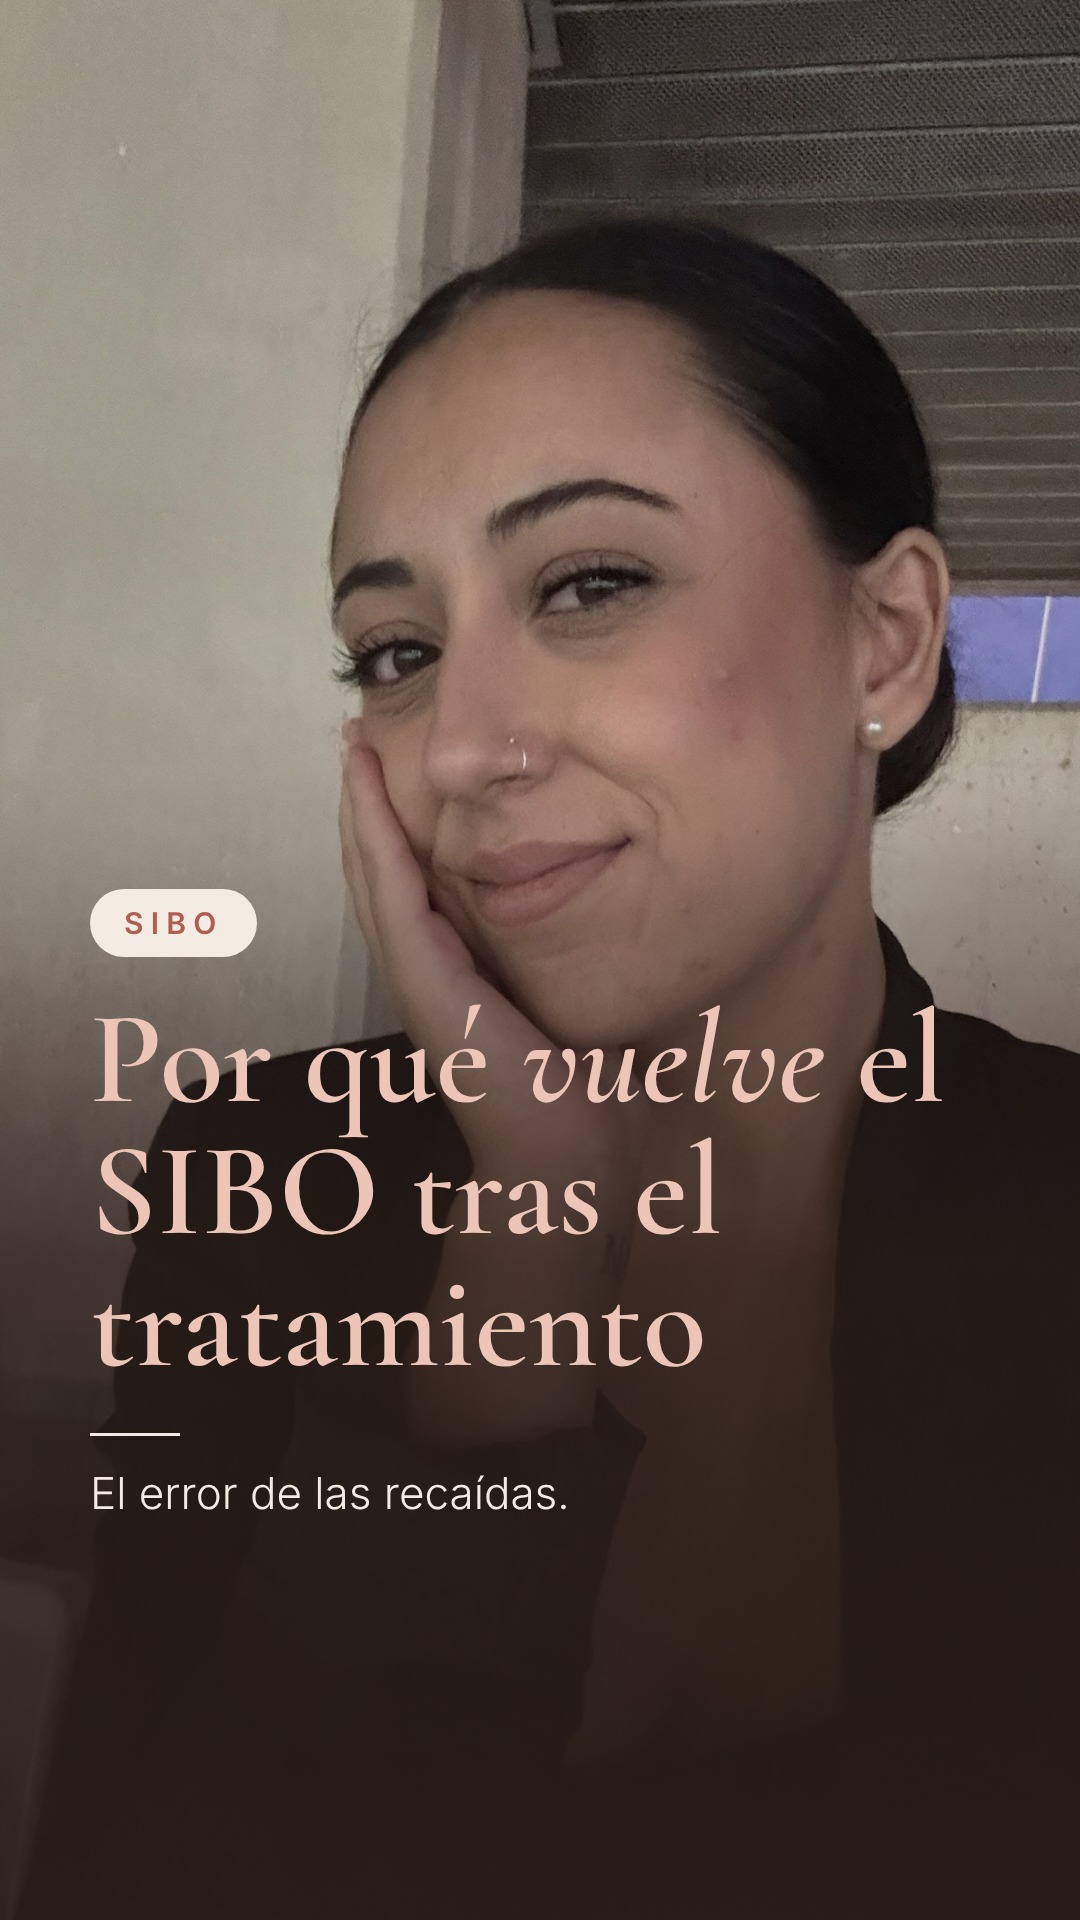 SIBO
Por qué vuelve el
SIBO tras el
tratamiento
El error de las recaídas.